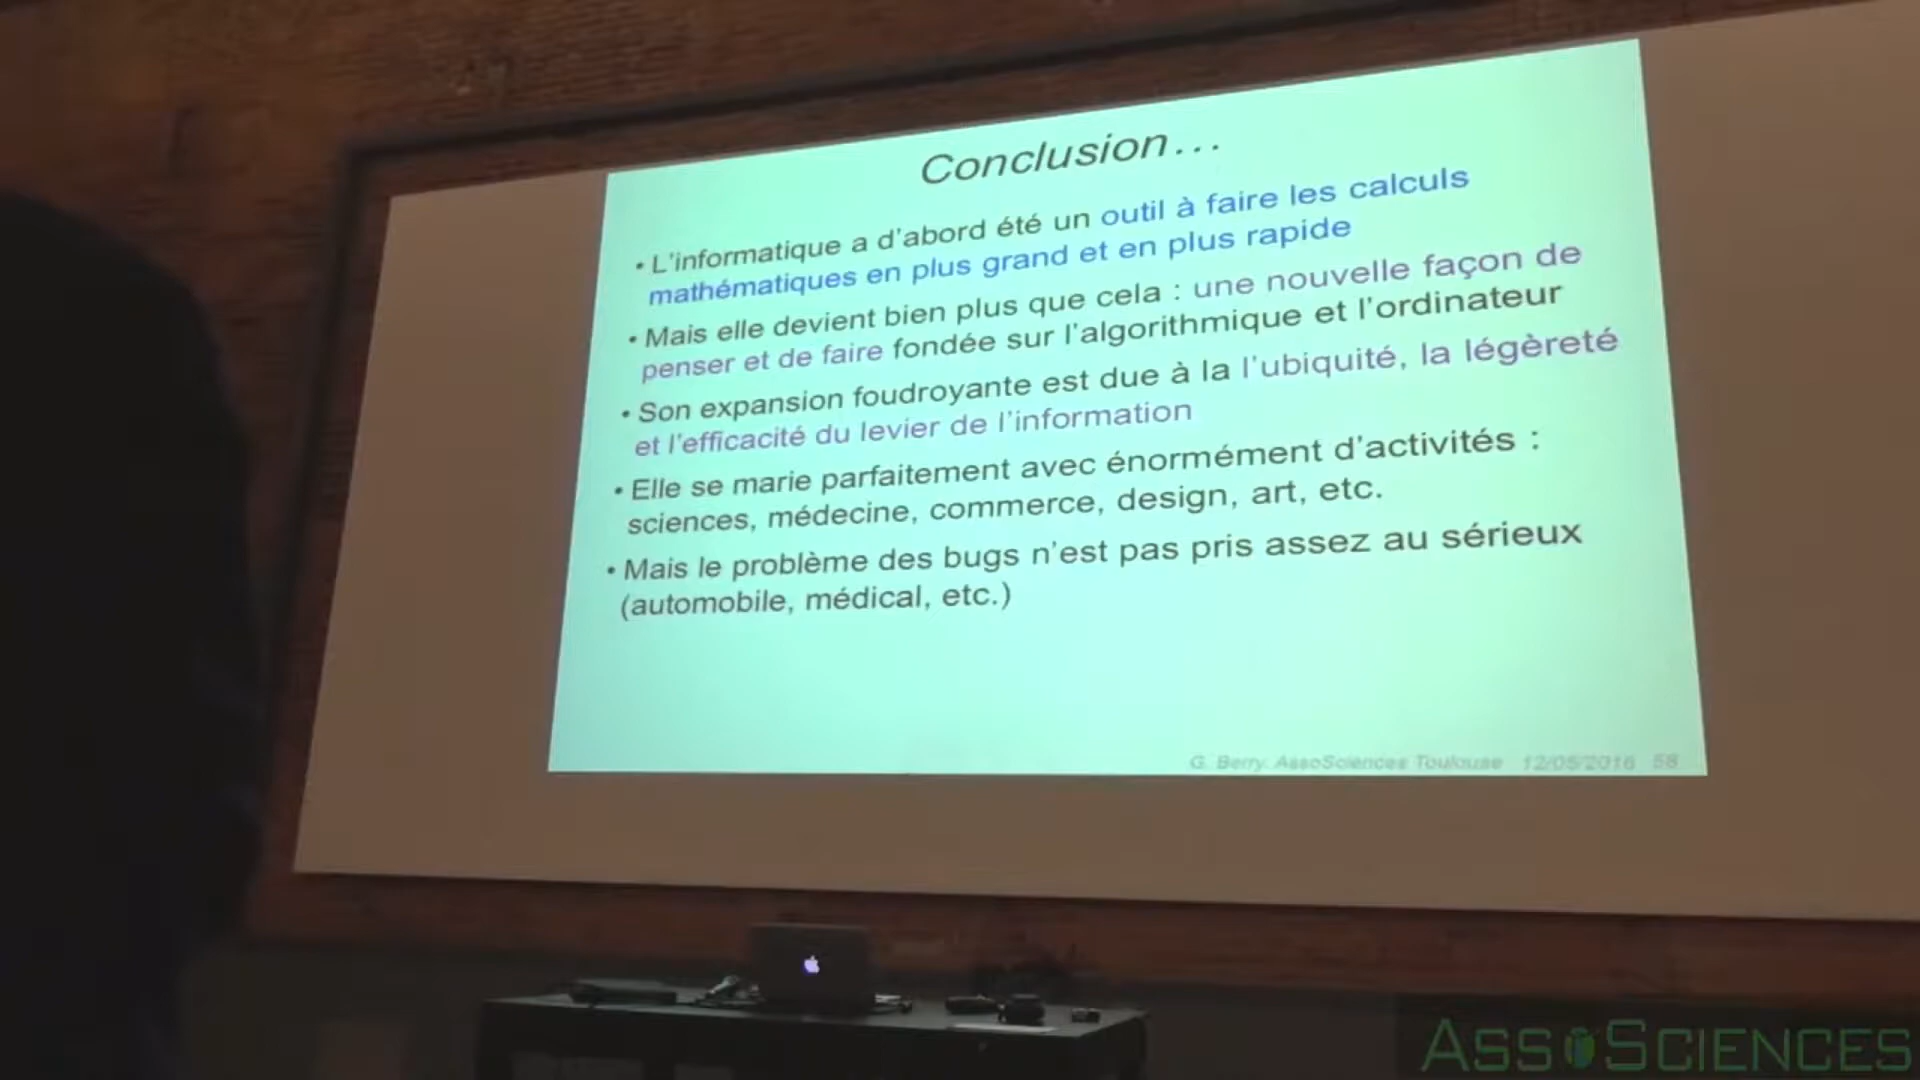 Conclusion...
• L'informatique a d'abord été un outil à faire les calculs
mathématiques en plus grand et en plus rapide
• Mais elle devient bien plus que cela : une nouvelle façon de
penser et de faire fondée sur l'algorithmique et l'ordinateur
• Son expansion foudroyante est due à la l'ubiquité, la légèreté
et l'efficacité du levier de l'information
• Elle se marie parfaitement avec énormément d'activités :
sciences, médecine, commerce, design, art, etc.
• Mais le problème des bugs n'est pas pris assez au sérieux
(automobile, médical, etc.)
G. Berry, AssoSciences Toulouse 12/05/2016 58
ASSOSCIENCES